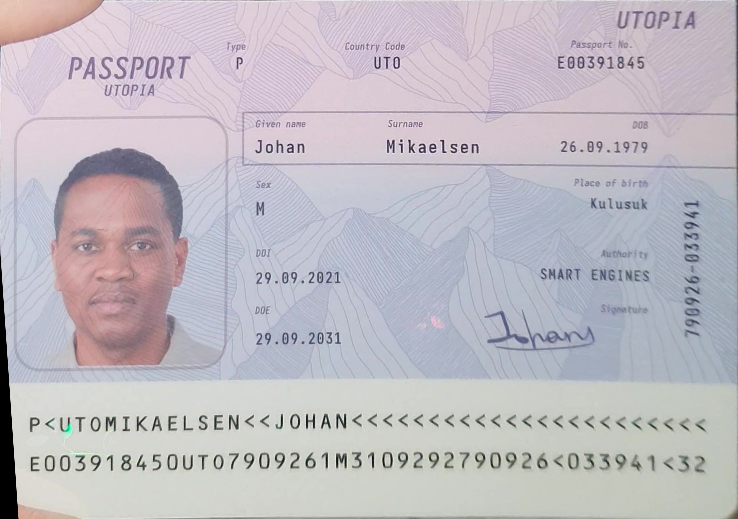 UTOPIA
PASSPORT
UTOPIA
Type
P
Country Code
UTO
Passport No.
E00391845
Given name
Johan
Surname
Mikaelsen
DOB
26.09.1979
Sex
M
Place of birth
Kulusuk
DOI
29.09.2021
Authority
SMART ENGINES
DOE
29.09.2031
Signature
Johans
790926-033941
P<UTOMIKAELSEN<<JOHAN<<<<<<<<<<<<<<<<<<<<<<<
E003918450UTO7909261M3109292790926<033941<32